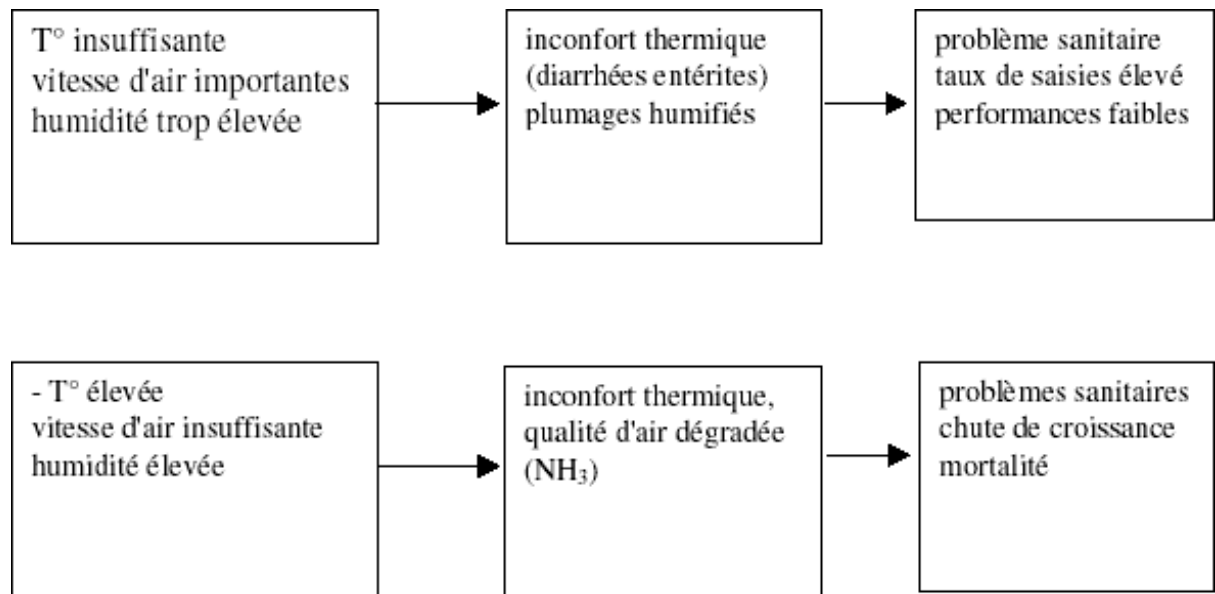 T° insuffisante
vitesse d'air importantes
humidité trop élevée
inconfort thermique
(diarrhées entérites)
plumages humifiés
problème sanitaire
taux de saisies élevé
performances faibles
- T° élevée
vitesse d'air insuffisante
humidité élevée
inconfort thermique,
qualité d'air dégradée
(NH₃)
problèmes sanitaires
chute de croissance
mortalité